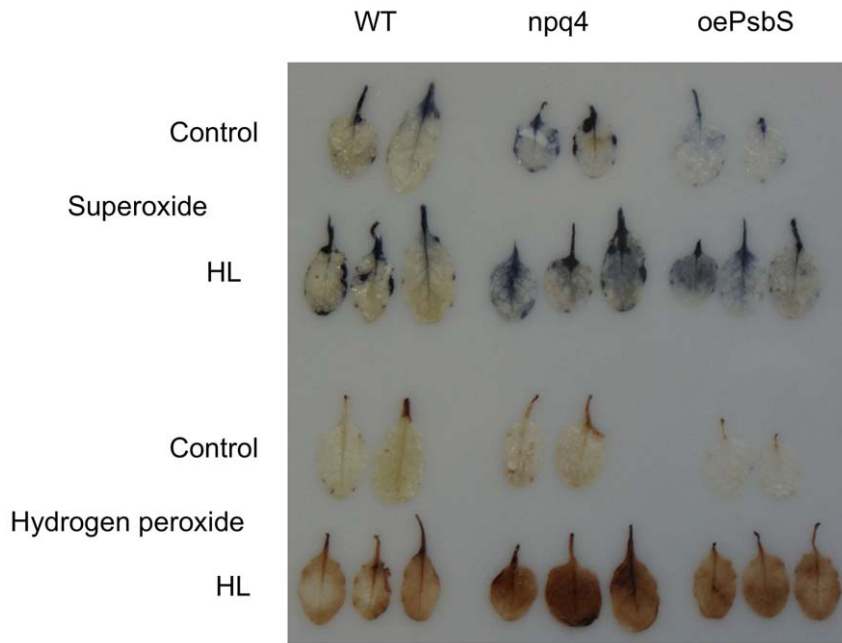 WT npq4 oePsbS
Control
Superoxide
HL
Control
Hydrogen peroxide
HL